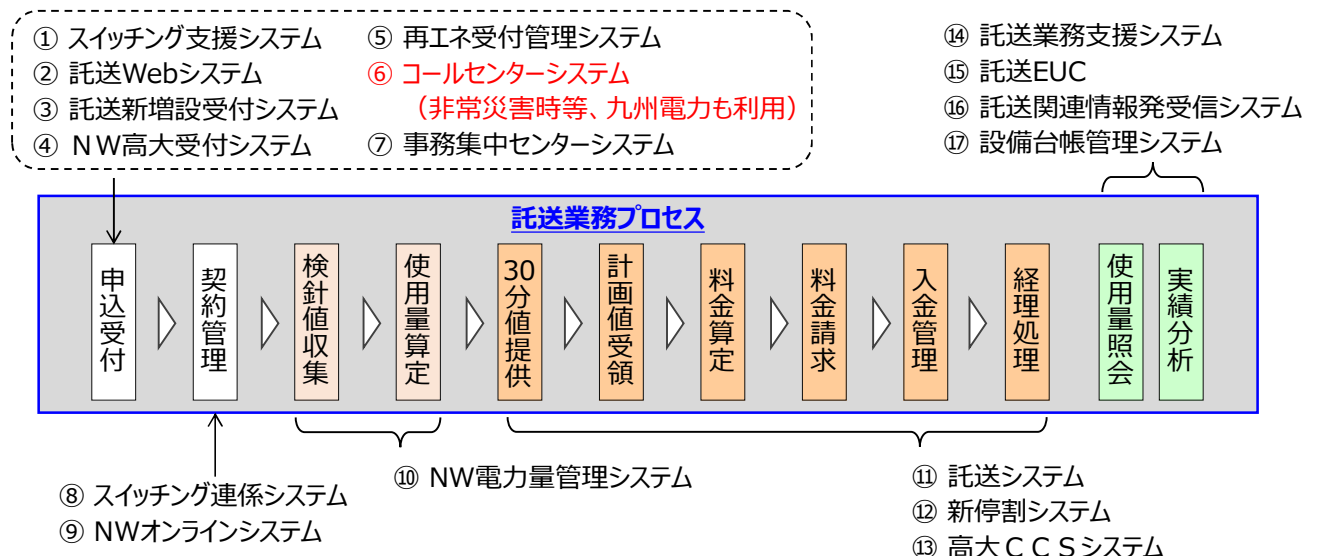 ① スイッチング支援システム
② 託送Webシステム
③ 託送新増設受付システム
④ NW高大受付システム
⑤ 再エネ受付管理システム
⑥ コールセンターシステム
（非常災害時等、九州電力も利用）
⑦ 事務集中センターシステム
⑭ 託送業務支援システム
⑮ 託送EUC
⑯ 託送関連情報発受信システム
⑰ 設備台帳管理システム
託送業務プロセス
申込受付
契約管理
検針値収集
使用量算定
30分値提供
計画値受領
料金算定
料金請求
入金管理
経理処理
使用量照会
実績分析
⑧ スイッチング連係システム
⑨ NWオンラインシステム
⑩ NW電力量管理システム
⑪ 託送システム
⑫ 新停割システム
⑬ 高大CCSシステム